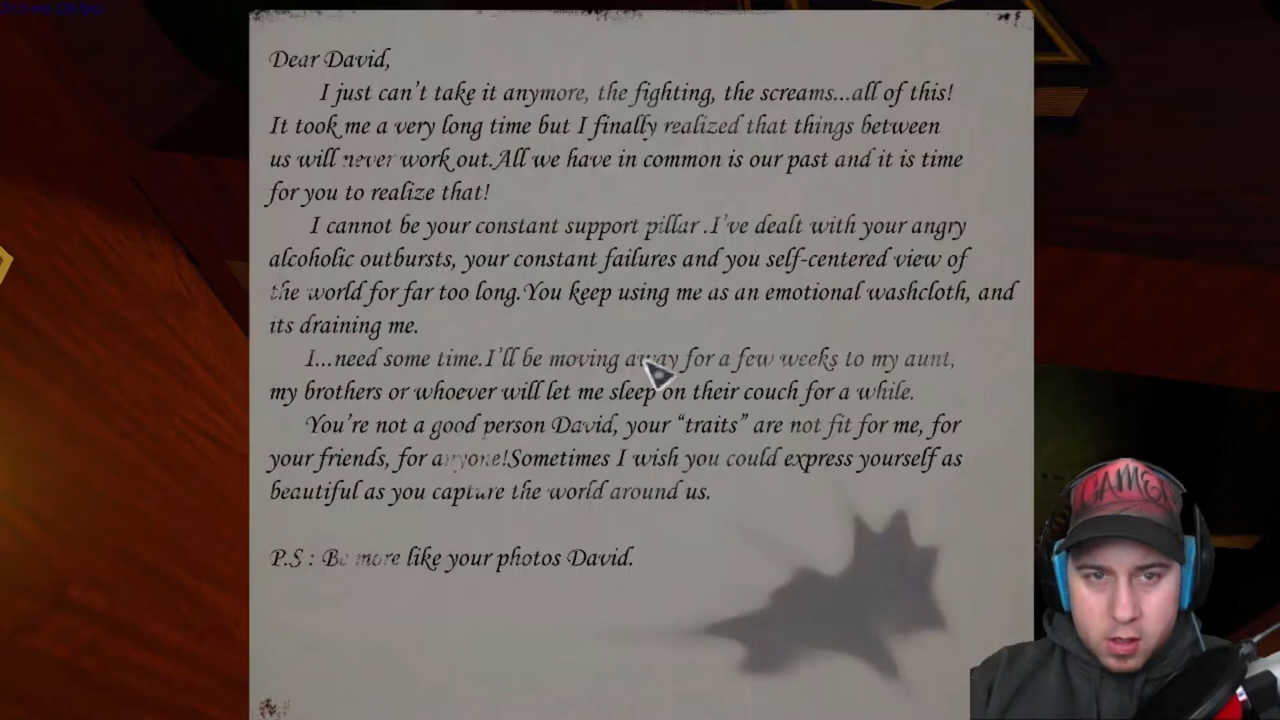 Dear David,
I just can't take it anymore, the fighting, the screams...all of this!
It took me a very long time but I finally realized that things between
us will never work out.All we have in common is our past and it is time
for you to realize that!
I cannot be your constant support pillar .I've dealt with your angry
alcoholic outbursts, your constant failures and you self-centered view of
the world for far too long.You keep using me as an emotional washcloth, and
its draining me.
I...need some time.I'll be moving away for a few weeks to my aunt,
my brothers or whoever will let me sleep on their couch for a while.
You're not a good person David, your “traits” are not fit for me, for
your friends, for anyone!Sometimes I wish you could express yourself as
beautiful as you capture the world around us.
P.S : Be more like your photos David.
GAMER